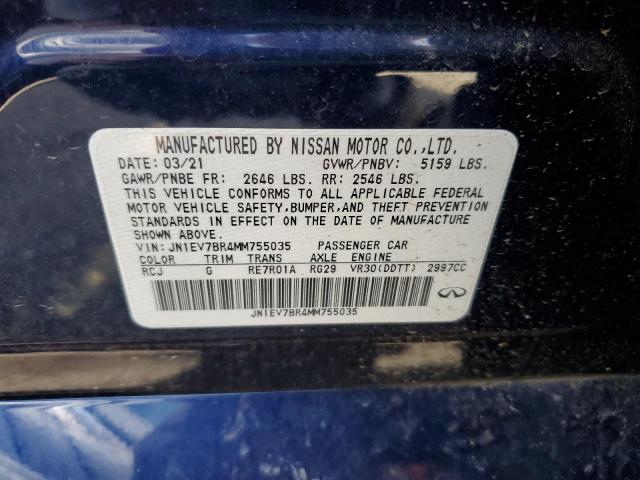 MANUFACTURED BY NISSAN MOTOR CO.,LTD.
DATE: 03/21 GVWR/PNBV: 5159 LBS.
GAWR/PNBE FR: 2646 LBS. RR: 2546 LBS.
THIS VEHICLE CONFORMS TO ALL APPLICABLE FEDERAL
MOTOR VEHICLE SAFETY,BUMPER,AND THEFT PREVENTION
STANDARDS IN EFFECT ON THE DATE OF MANUFACTURE
SHOWN ABOVE.
VIN: JN1EV7BR4MM755035 PASSENGER CAR
COLOR TRIM TRANS AXLE ENGINE
RCJ G RE7R01A RG29 VR30(DDTT) 2997CC
JN1EV7BR4MM755035